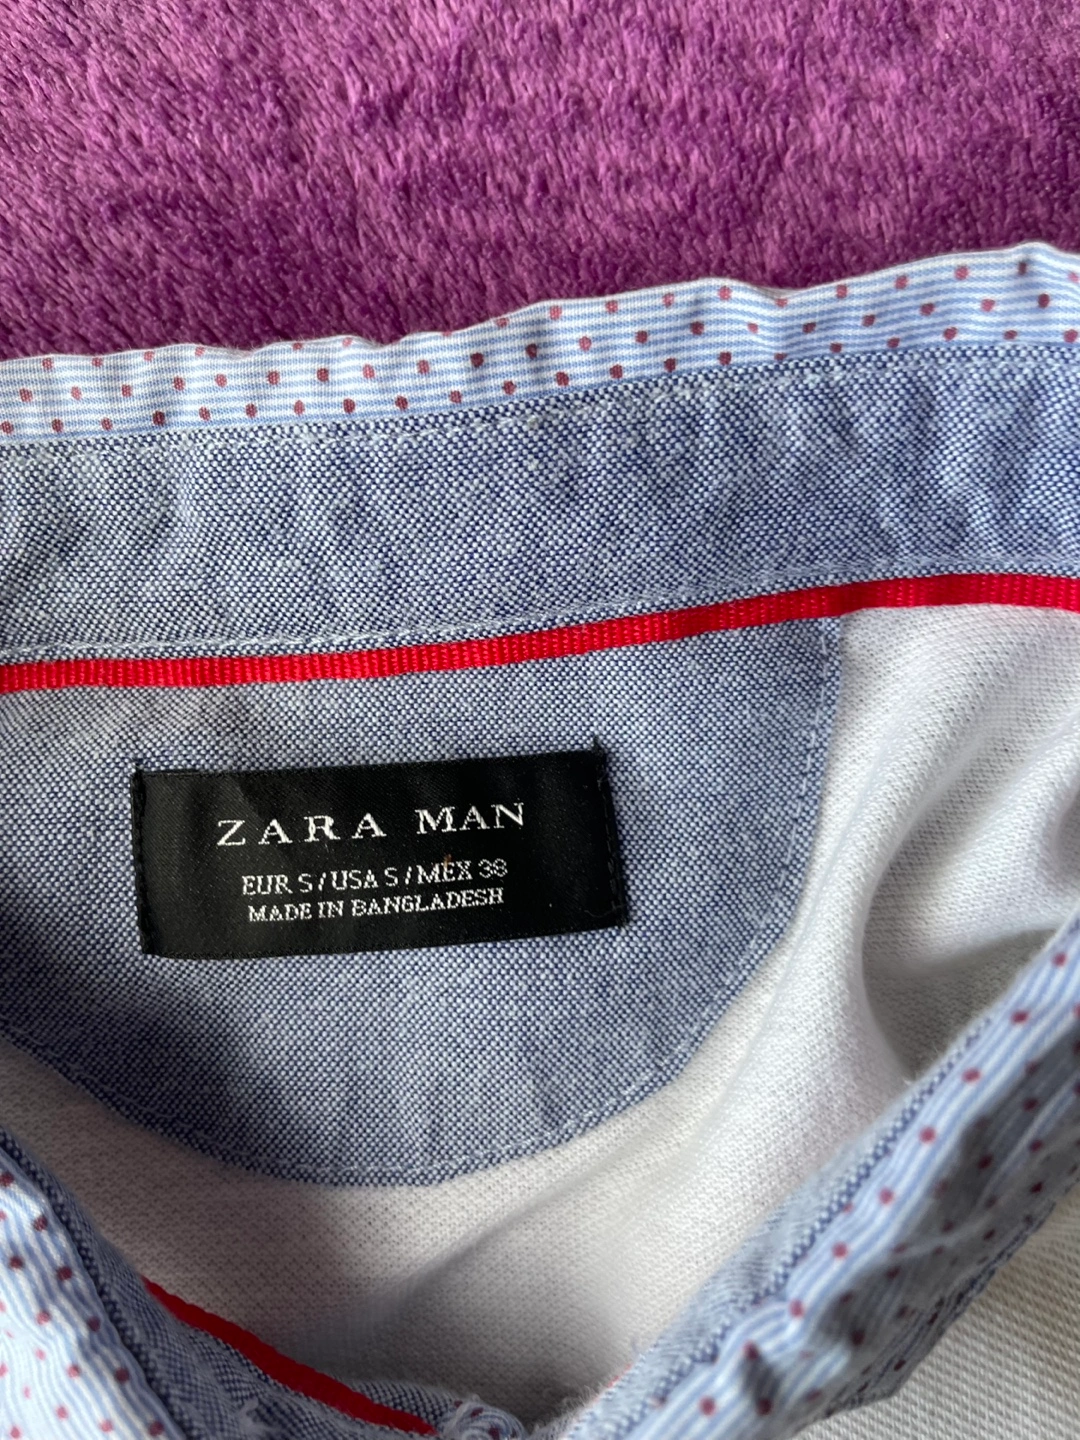 ZARA MAN
EUR S / USA S / MEX 38
MADE IN BANGLADESH